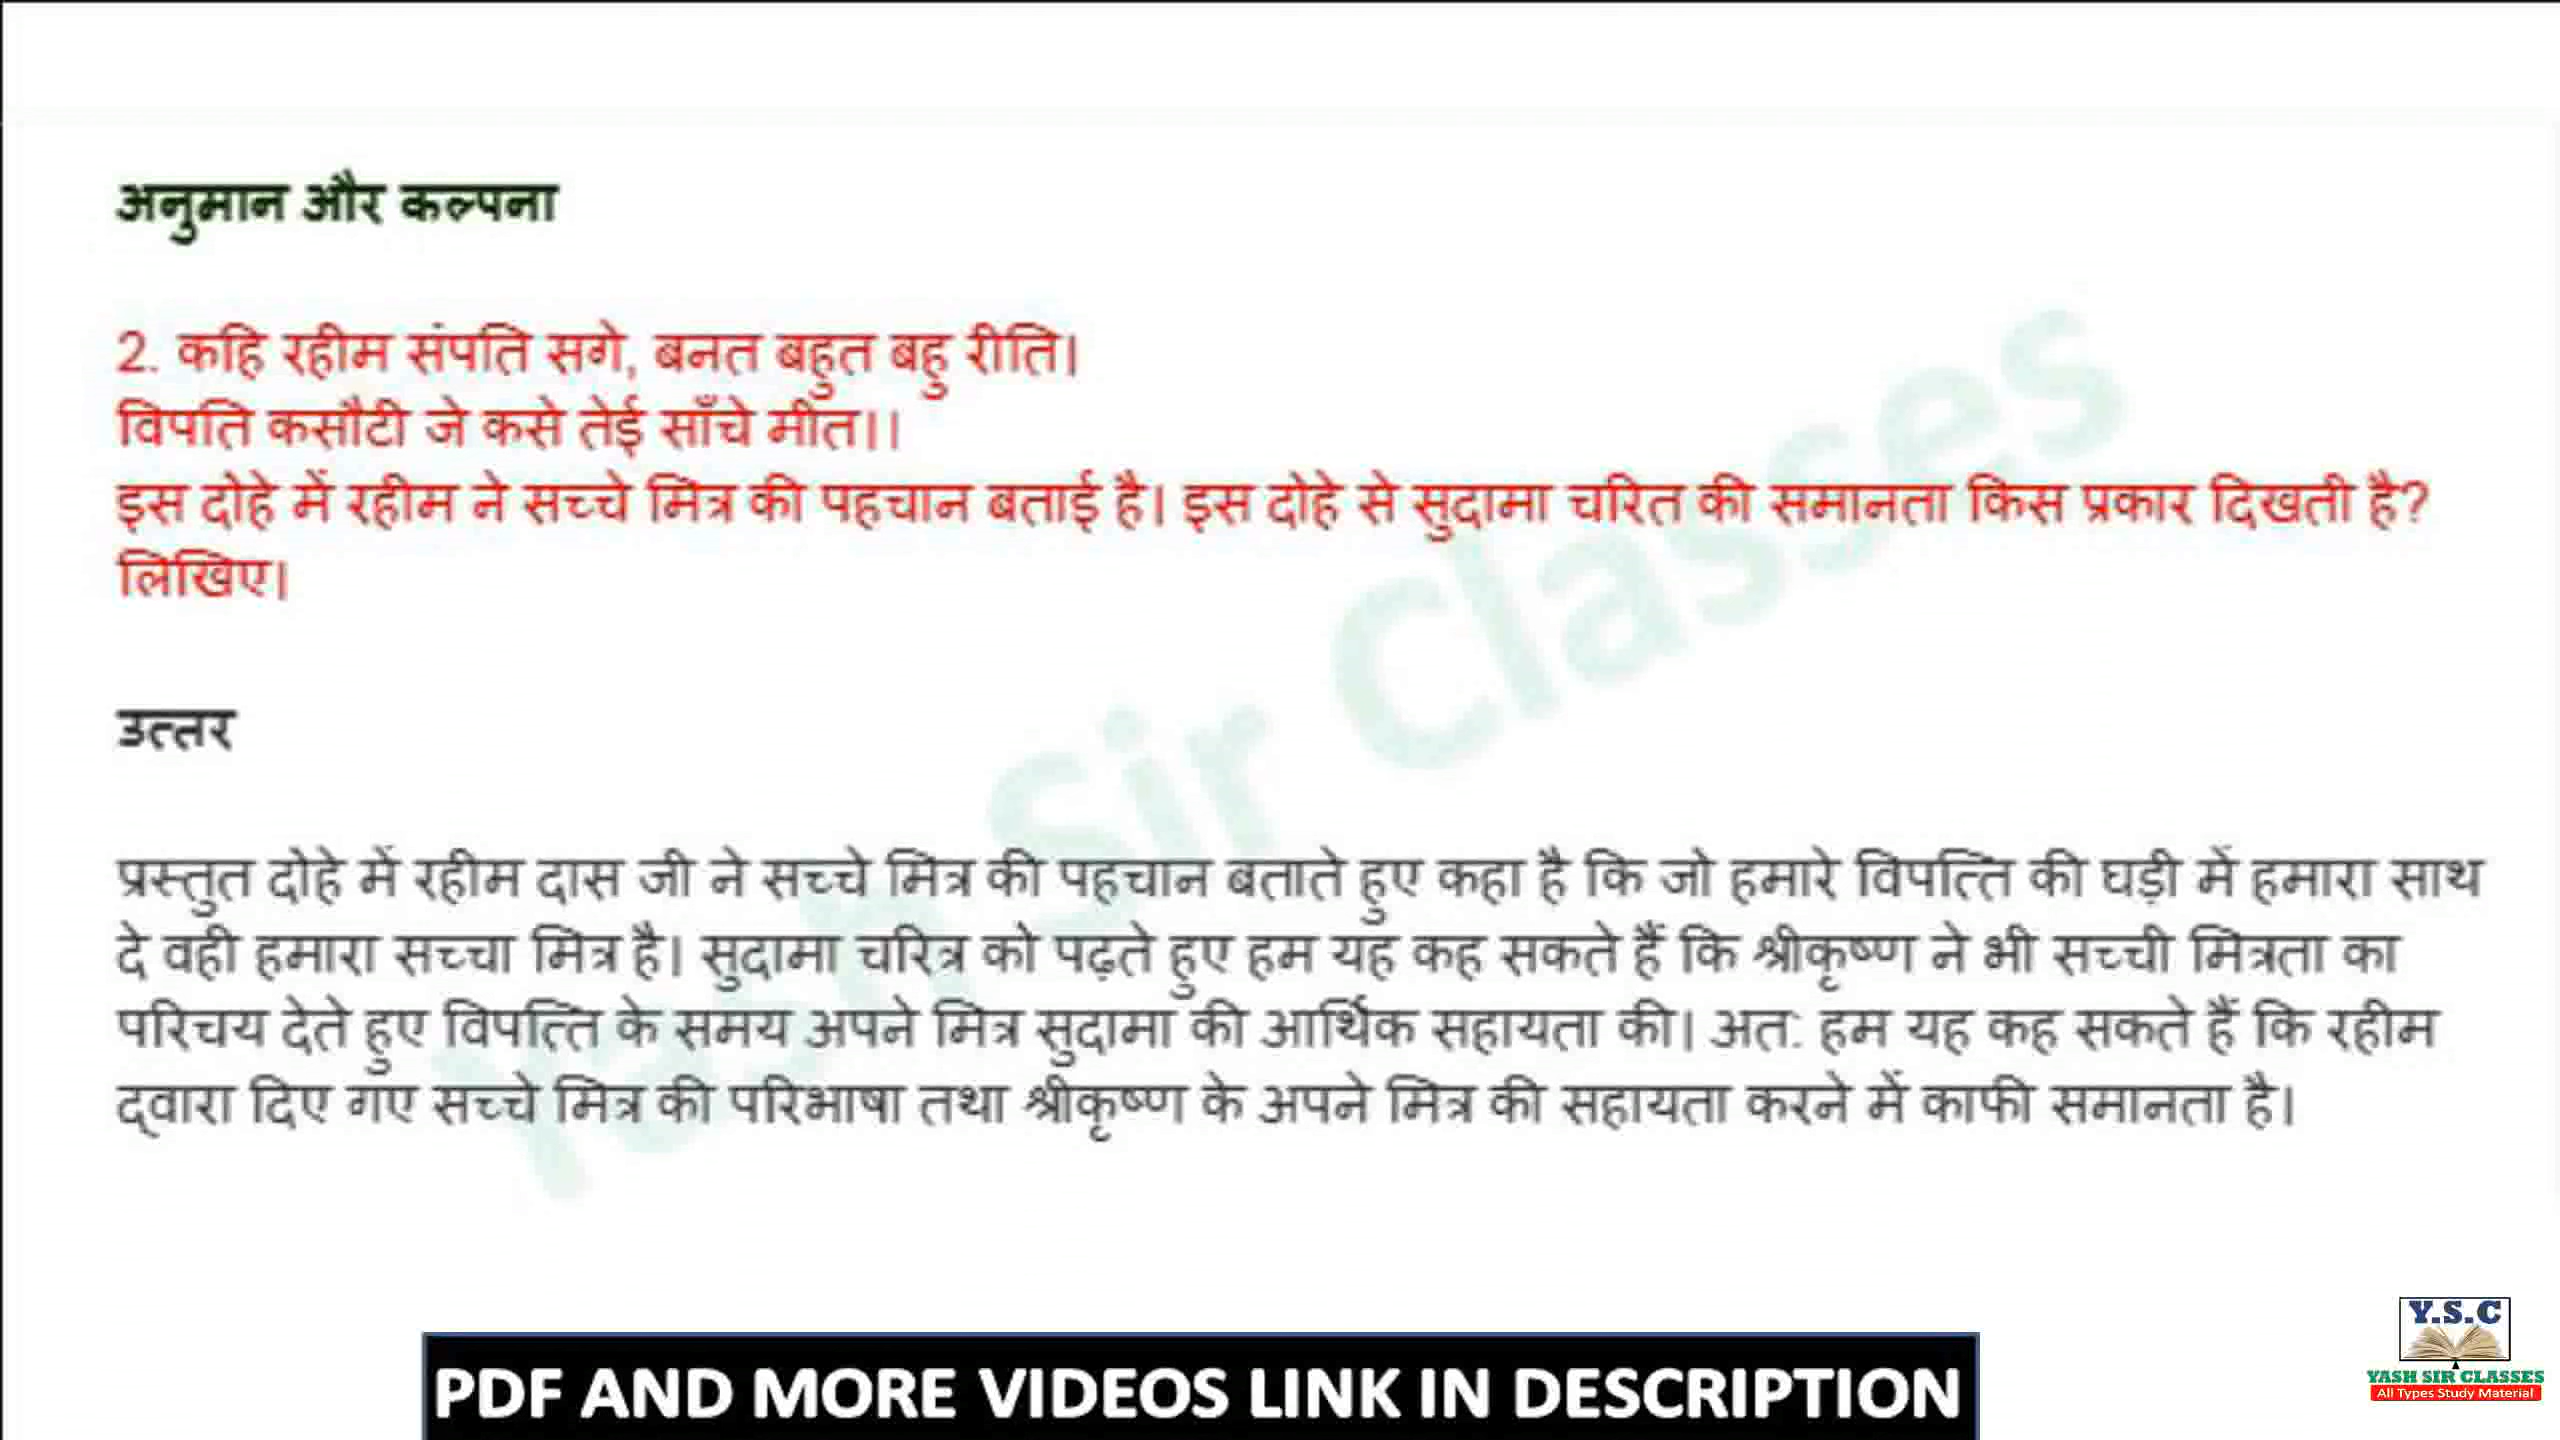 अनुमान और कल्पना
2. कहि रहीम संपति सगे, बनत बहुत बहु रीति।
विपति कसौटी जे कसे तेई साँचे मीत।।
इस दोहे में रहीम ने सच्चे मित्र की पहचान बताई है। इस दोहे से सुदामा चरित की समानता किस प्रकार दिखती है?
लिखिए।
उत्तर
प्रस्तुत दोहे में रहीम दास जी ने सच्चे मित्र की पहचान बताते हुए कहा है कि जो हमारे विपत्ति की घड़ी में हमारा साथ
दे वही हमारा सच्चा मित्र है। सुदामा चरित्र को पढ़ते हुए हम यह कह सकते हैं कि श्रीकृष्ण ने भी सच्ची मित्रता का
परिचय देते हुए विपत्ति के समय अपने मित्र सुदामा की आर्थिक सहायता की। अत: हम यह कह सकते हैं कि रहीम
द्वारा दिए गए सच्चे मित्र की परिभाषा तथा श्रीकृष्ण के अपने मित्र की सहायता करने में काफी समानता है।
Yash Sir Classes
PDF AND MORE VIDEOS LINK IN DESCRIPTION
Y.S.C
YASH SIR CLASSES
All Types Study Material